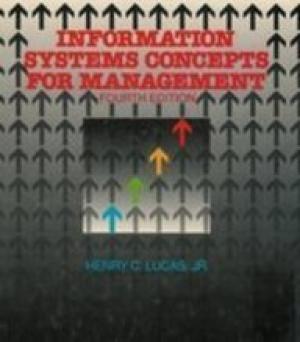 INFORMATION
SYSTEMS CONCEPTS
FOR MANAGEMENT
FOURTH EDITION
HENRY C. LUCAS, JR.